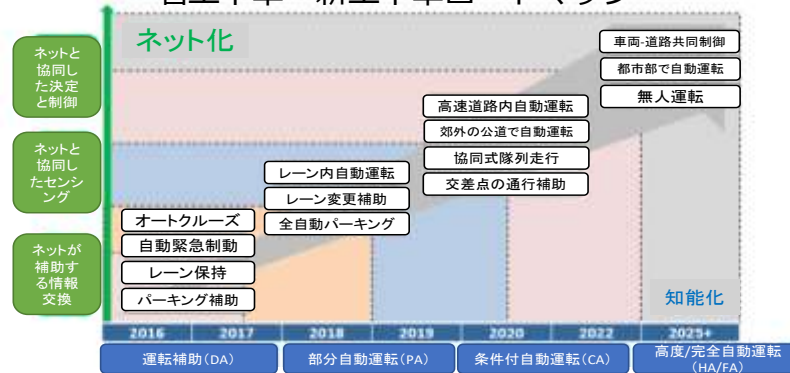 ネット化
ネットと
協同し
た決定
と制御
ネットと
協同し
たセンシ
ング
ネットが
補助す
る情報
交換
車両-道路共同制御
都市部で自動運転
無人運転
高速道路内自動運転
郊外の公道で自動運転
協同式隊列走行
交差点の通行補助
レーン内自動運転
レーン変更補助
全自動パーキング
オートクルーズ
自動緊急制動
レーン保持
パーキング補助
知能化
2016 2017 2018 2019 2020 2022 2025+
運転補助(DA)
部分自動運転(PA)
条件付自動運転(CA)
高度/完全自動運転
(HA/FA)